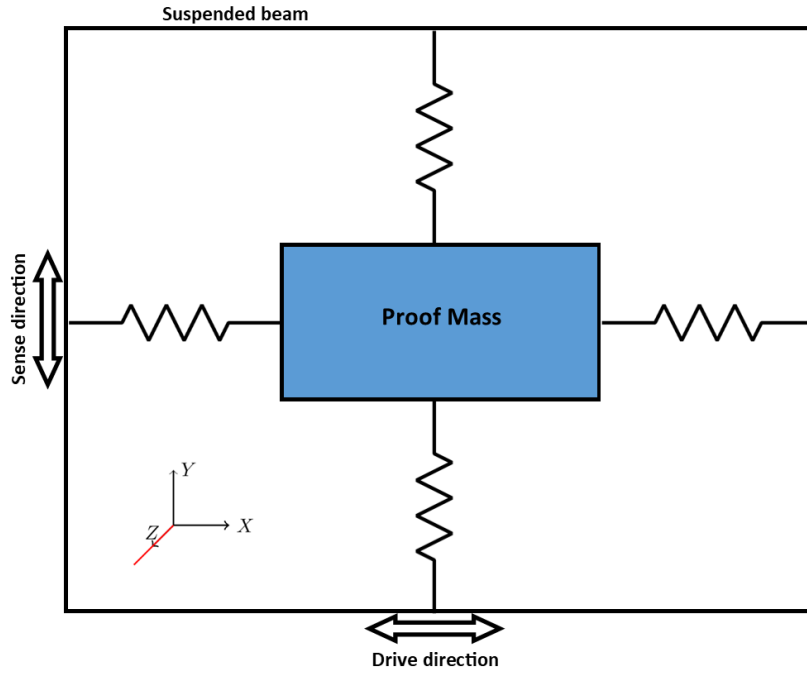 Suspended beam
Sense direction
Proof Mass
Y
Z
X
Drive direction